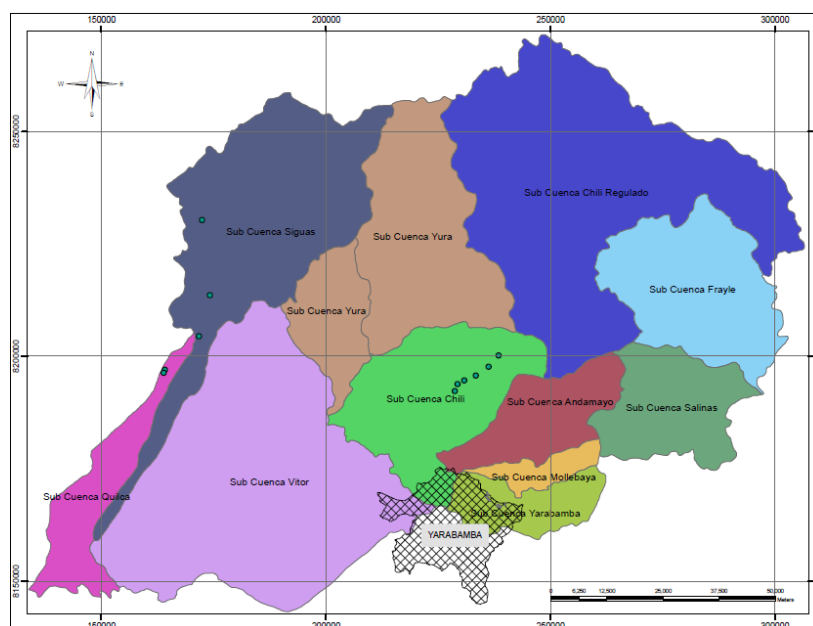 150000 200000 250000 300000
N
W E
S
8250000 8250000
Sub Cuenca Chili Regulado
Sub Cuenca Siguas
Sub Cuenca Yura
Sub Cuenca Frayle
Sub Cuenca Yura
8200000 8200000
Sub Cuenca Chili
Sub Cuenca Andamayo
Sub Cuenca Salinas
Sub Cuenca Mollebaya
Sub Cuenca Vitor
Sub Cuenca Quilca
Sub Cuenca Yarabamba
YARABAMBA
8150000 8150000
0 6,250 12,500 25,000 37,500 50,000
Meters
150000 200000 250000 300000